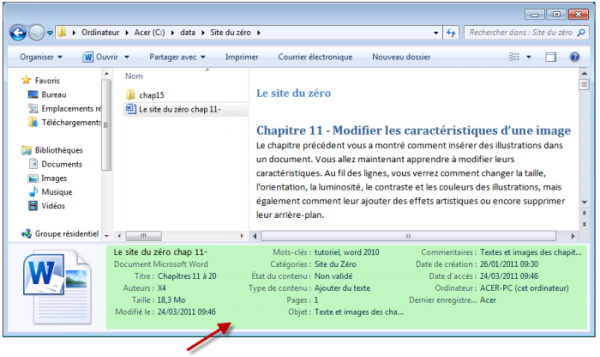 Ordinateur ▸ Acer (C:) ▸ data ▸ Site du zéro ▸
Rechercher dans : Site du zéro
Organiser Ouvrir Partager avec Imprimer Courrier électronique Nouveau dossier
Favoris
Bureau
Emplacements ré
Téléchargements
Bibliothèques
Documents
Images
Musique
Vidéos
Groupe résidentiel
Nom
chap15
Le site du zéro chap 11-
Le site du zéro
Chapitre 11 - Modifier les caractéristiques d'une image
Le chapitre précédent vous a montré comment insérer des illustrations dans
un document. Vous allez maintenant apprendre à modifier leurs
caractéristiques. Au fil des lignes, vous verrez comment changer la taille,
l'orientation, la luminosité, le contraste et les couleurs des illustrations, mais
également comment leur ajouter des effets artistiques ou encore supprimer
leur arrière-plan.
Le site du zéro chap 11-
Document Microsoft Word
Titre : Chapitres 11 à 20
Auteurs : X4
Taille : 18,3 Mo
Modifié le : 24/03/2011 09:46
Mots-clés : tutoriel, word 2010
Catégories : Site du Zéro
État du contenu : Non validé
Type de contenu : Ajouter du texte
Pages : 1
Objet : Texte et images des cha...
Commentaires : Textes et images des chapit...
Date de création : 26/01/2011 09:30
Date d'accès : 24/03/2011 09:46
Ordinateur : ACER-PC (cet ordinateur)
Dernier enregistre... Acer